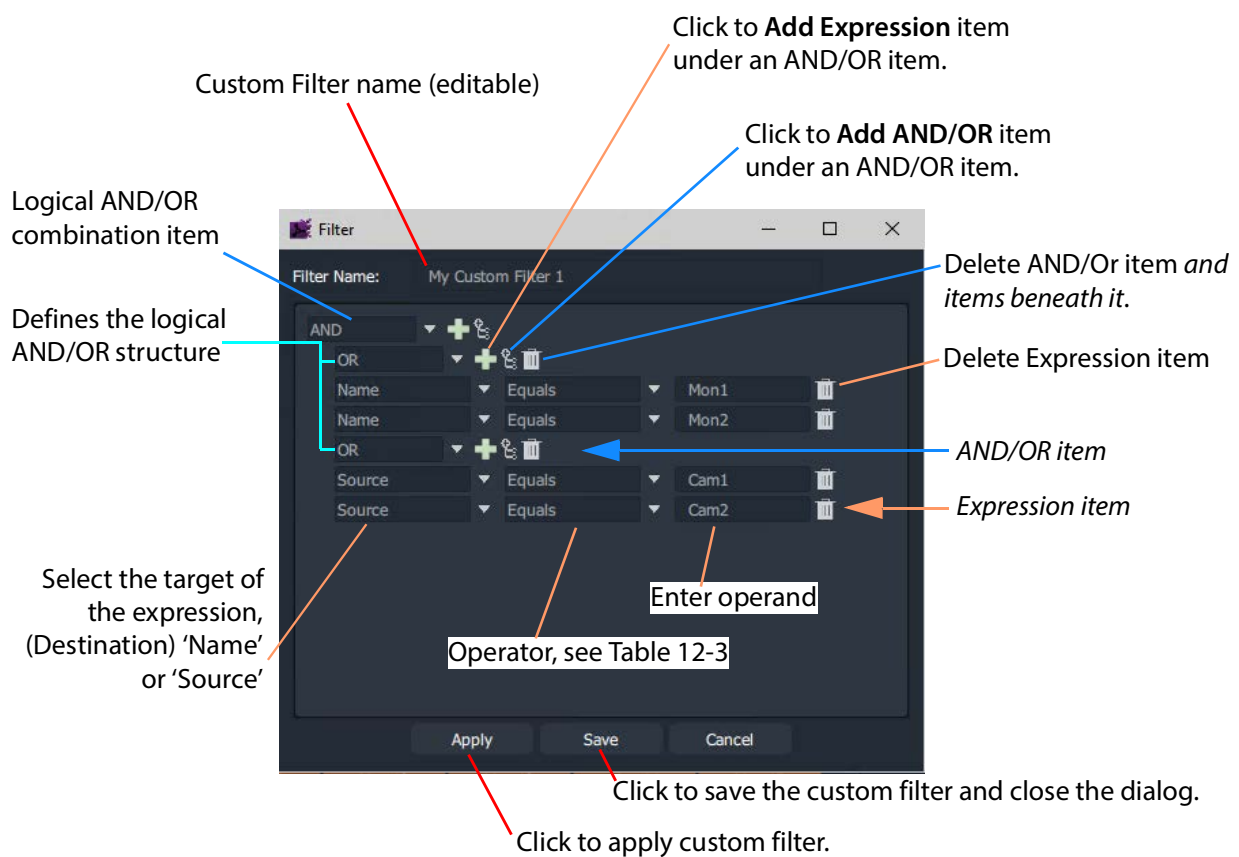 Click to Add Expression item
under an AND/OR item.
Custom Filter name (editable)
Click to Add AND/OR item
under an AND/OR item.
Logical AND/OR
combination item
Filter
Filter Name:
My Custom Filter 1
Delete AND/Or item and
items beneath it.
Defines the logical
AND/OR structure
AND
OR
Delete Expression item
Name Equals Mon1
Name Equals Mon2
OR
AND/OR item
Source Equals Cam1
Source Equals Cam2
Expression item
Select the target of
the expression,
(Destination) ‘Name’
or ‘Source’
Enter operand
Operator, see Table 12-3
Apply Save Cancel
Click to save the custom filter and close the dialog.
Click to apply custom filter.